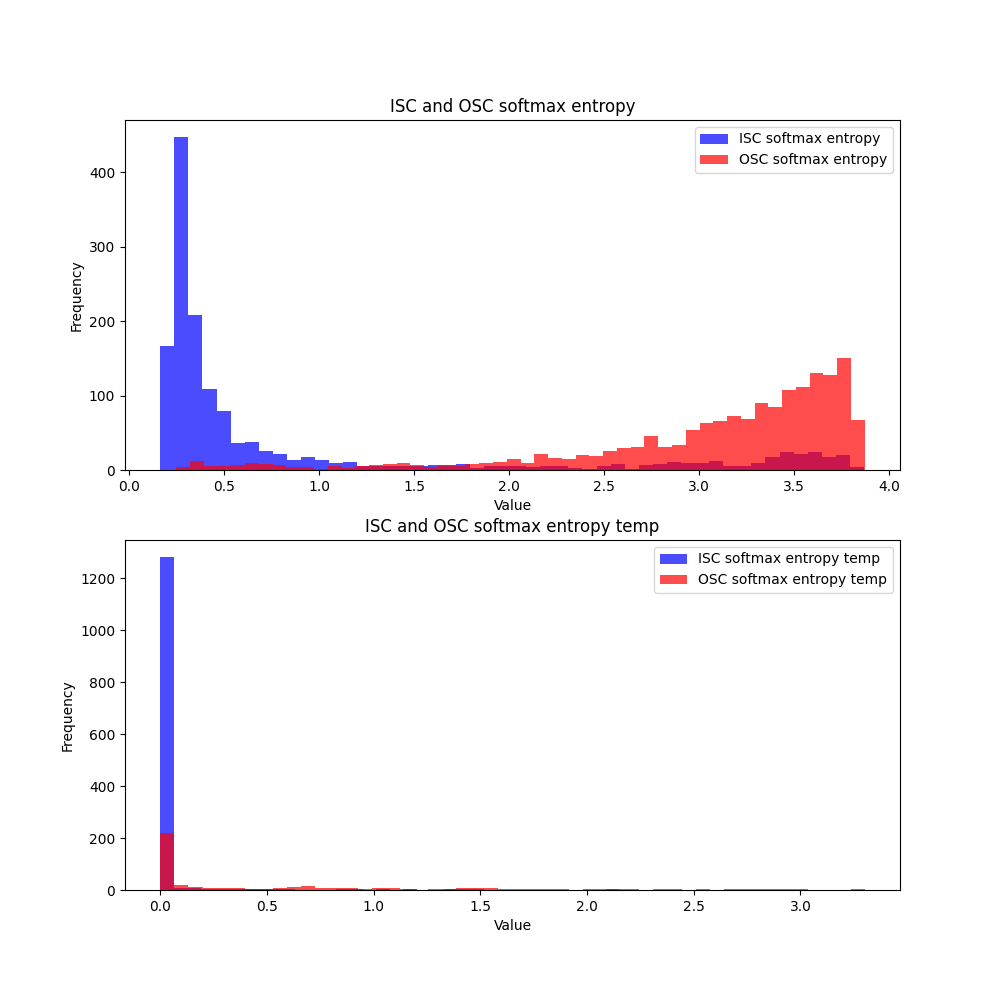 ISC and OSC softmax entropy
ISC softmax entropy
OSC softmax entropy
Frequency
400
300
200
100
0
0.0 0.5 1.0 1.5 2.0 2.5 3.0 3.5 4.0
Value
ISC and OSC softmax entropy temp
ISC softmax entropy temp
OSC softmax entropy temp
Frequency
1200
1000
800
600
400
200
0
0.0 0.5 1.0 1.5 2.0 2.5 3.0
Value